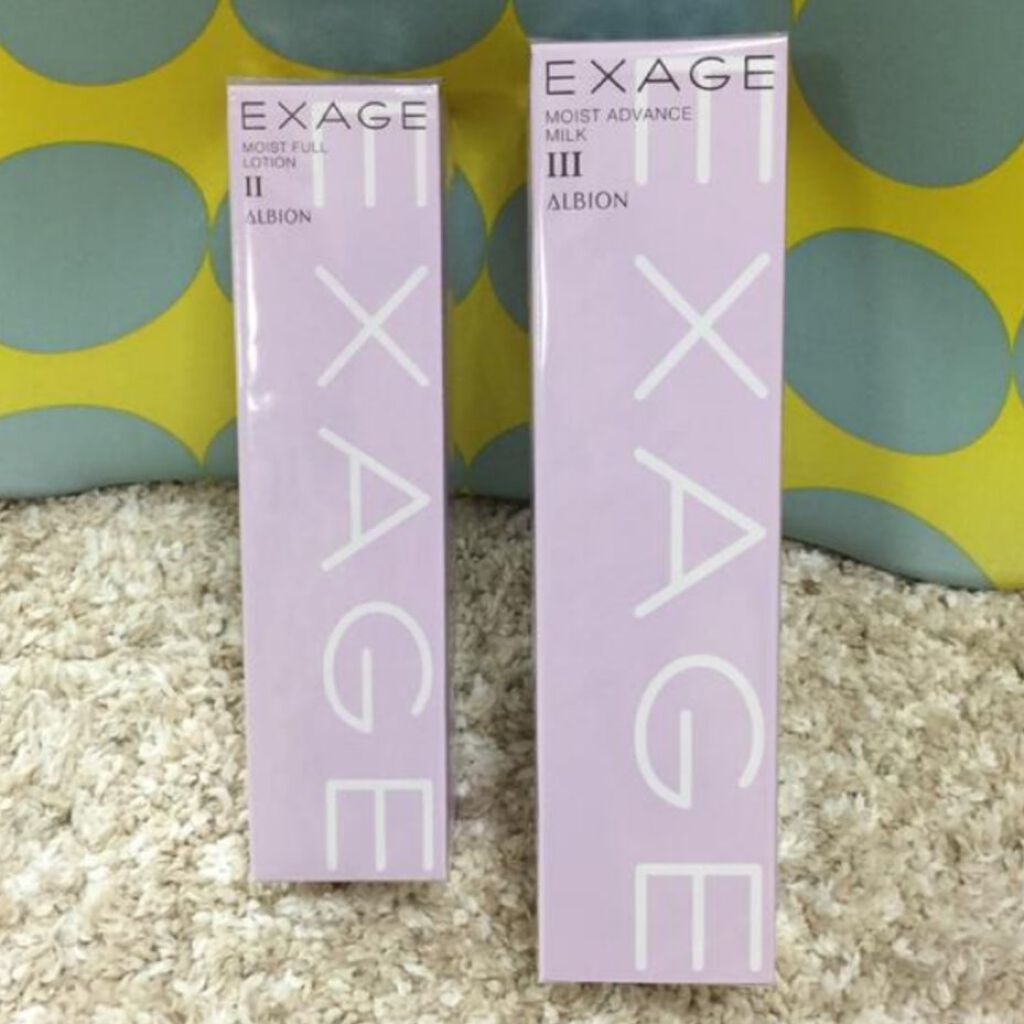 EXAGE
MOIST FULL
LOTION
II
ALBION
EXAGE
EXAGE
MOIST ADVANCE
MILK
III
ALBION
EXAGE